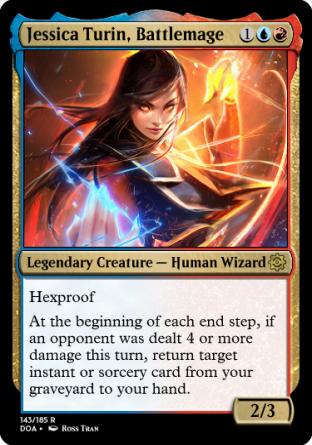 Jessica Turin, Battlemage 1
Legendary Creature — Human Wizard
Hexproof
At the beginning of each end step, if
an opponent was dealt 4 or more
damage this turn, return target
instant or sorcery card from your
graveyard to your hand.
2/3
143/185 R
DOA • Ross Tran